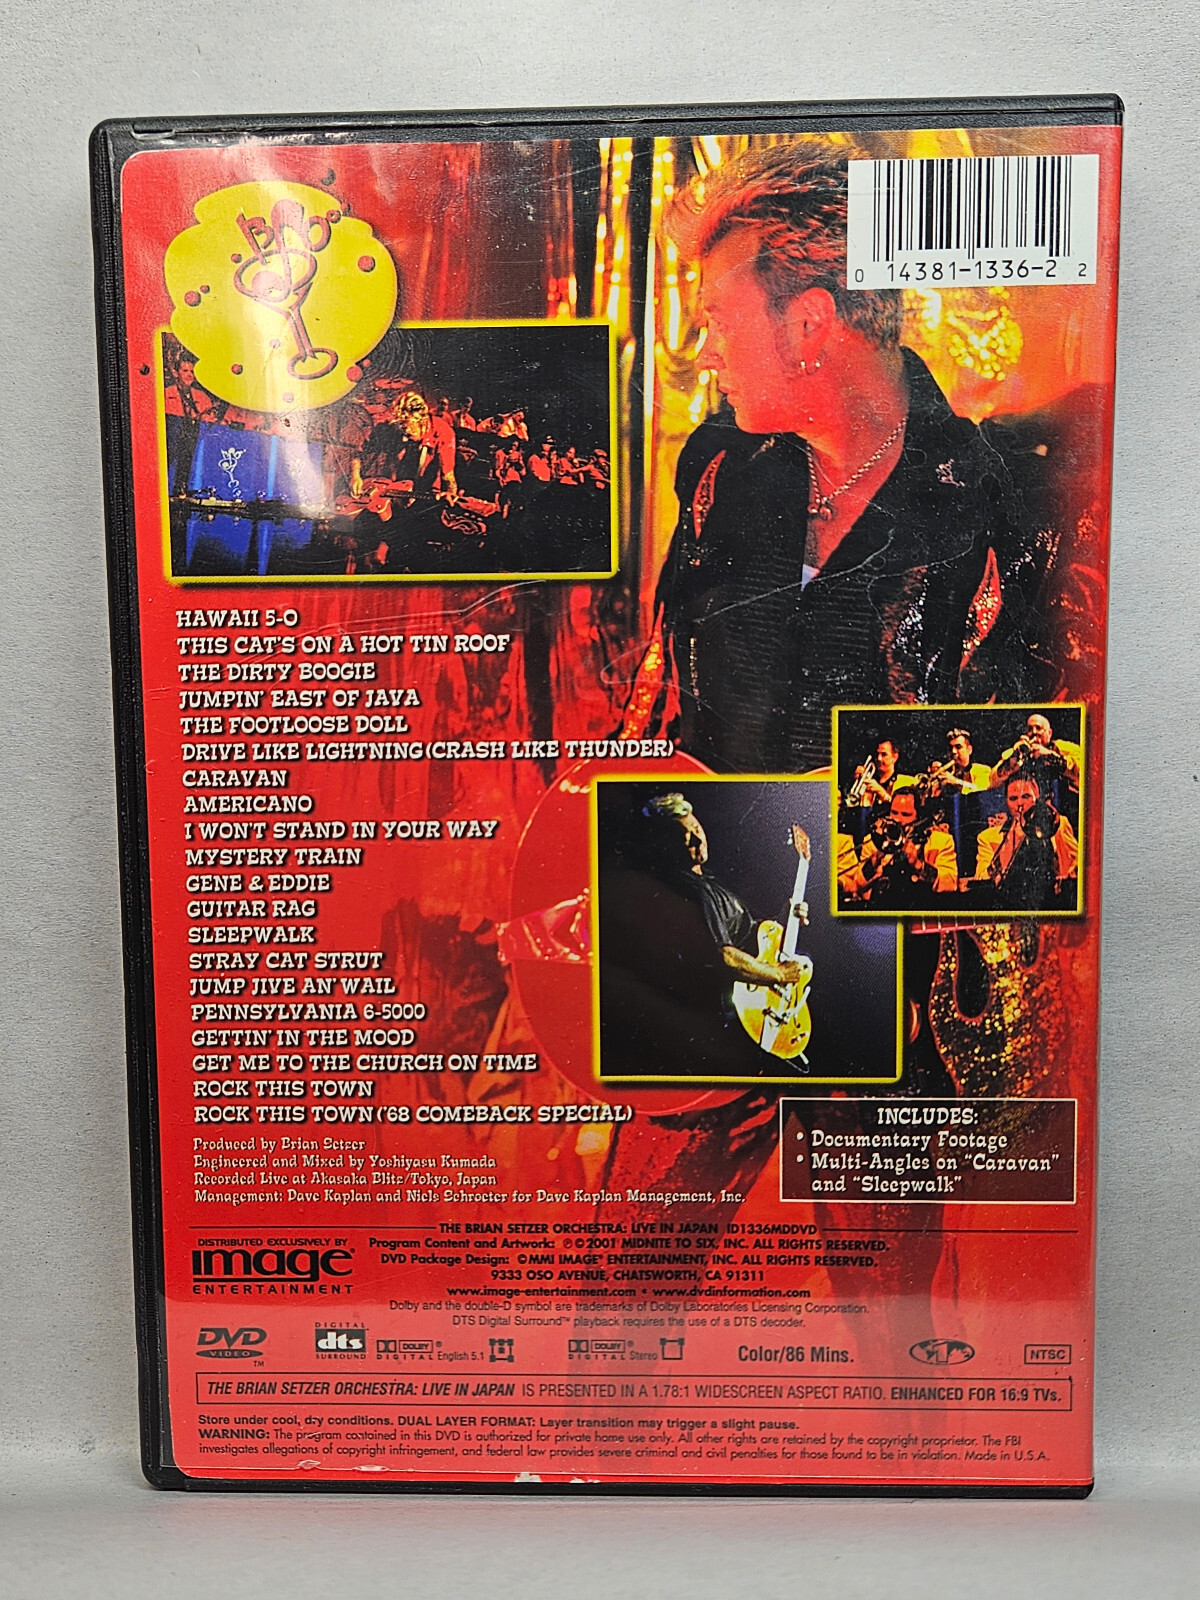 BSO
0 14381-1336-2 2
HAWAII 5-O
THIS CAT'S ON A HOT TIN ROOF
THE DIRTY BOOGIE
JUMPIN' EAST OF JAVA
THE FOOTLOOSE DOLL
DRIVE LIKE LIGHTNING (CRASH LIKE THUNDER)
CARAVAN
AMERICANO
I WON'T STAND IN YOUR WAY
MYSTERY TRAIN
GENE & EDDIE
GUITAR RAG
SLEEPWALK
STRAY CAT STRUT
JUMP JIVE AN' WAIL
PENNSYLVANIA 6-5000
GETTIN' IN THE MOOD
GET ME TO THE CHURCH ON TIME
ROCK THIS TOWN
ROCK THIS TOWN ('68 COMEBACK SPECIAL)
Produced by Brian Setzer
Engineered and Mixed by Yoshiyasu Kumada
Recorded Live at Akasaka Blitz/Tokyo, Japan
Management: Dave Kaplan and Niels Schroeter for Dave Kaplan Management, Inc.
INCLUDES:
• Documentary Footage
• Multi-Angles on "Caravan"
and "Sleepwalk"
THE BRIAN SETZER ORCHESTRA: LIVE IN JAPAN ID1336MDDVD
DISTRIBUTED EXCLUSIVELY BY
image®
ENTERTAINMENT
Program Content and Artwork: ℗©2001 MIDNITE TO SIX, INC. ALL RIGHTS RESERVED.
DVD Package Design: ©MMI IMAGE® ENTERTAINMENT, INC. ALL RIGHTS RESERVED.
9333 OSO AVENUE, CHATSWORTH, CA 91311
www.image-entertainment.com • www.dvdinformation.com
Dolby and the double-D symbol are trademarks of Dolby Laboratories Licensing Corporation.
DTS Digital Surround™ playback requires the use of a DTS decoder.
DVD VIDEO ™
DIGITAL dts SURROUND
DOLBY® DIGITAL English 5.1
DOLBY® DIGITAL Stereo
Color/86 Mins.
1
NTSC
THE BRIAN SETZER ORCHESTRA: LIVE IN JAPAN IS PRESENTED IN A 1.78:1 WIDESCREEN ASPECT RATIO. ENHANCED FOR 16:9 TVs.
Store under cool, dry conditions. DUAL LAYER FORMAT: Layer transition may trigger a slight pause.
WARNING: The program contained in this DVD is authorized for private home use only. All other rights are retained by the copyright proprietor. The FBI
investigates allegations of copyright infringement, and federal law provides severe criminal and civil penalties for those found to be in violation. Made in U.S.A.